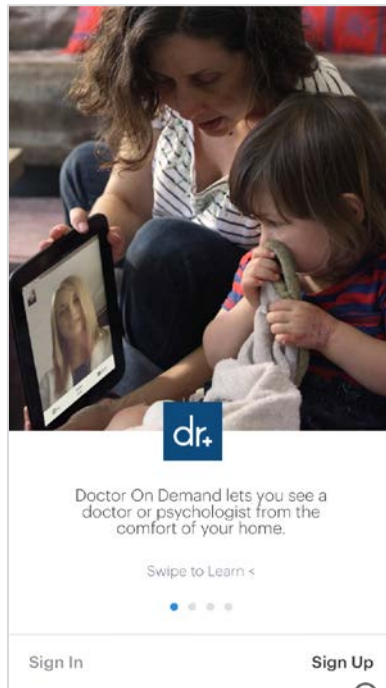 dr+
Doctor On Demand lets you see a
doctor or psychologist from the
comfort of your home.
Swipe to Learn <
Sign In
Sign Up